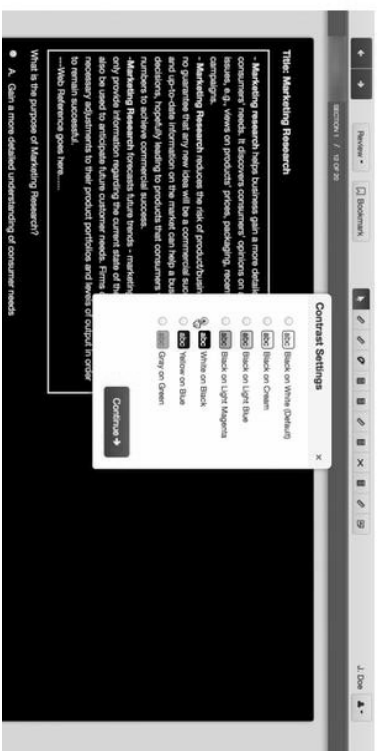 Review
Bookmark
J. Doe
SECTION 1 / 12 OF 20
Title: Marketing Research
- Marketing research helps business gain a more detaile
consumers' needs. It discovers consumers' opinions on a
issues, e.g., views on products' prices, packaging, recen
campaigns.
- Marketing Research reduces the risk of product/busin
no guarantee that any new idea will be a commercial suc
and up-to-date information on the market can help a busi
decisions, hopefully leading to products that consumers
numbers to achieve commercial success.
-Marketing Research forecasts future trends - marketing
only provide information regarding the current state of the
also be used to anticipate future customer needs. Firms
necessary adjustments to their product portfolios and levels of output in order
to remain successful.
---Web Reference goes here......
What is the purpose of Marketing Research?
A. Gain a more detailed understanding of consumer needs
Contrast Settings
abc Black on White (Default)
abc Black on Cream
abc Black on Light Blue
abc Black on Light Magenta
abc White on Black
abc Yellow on Blue
abc Gray on Green
Continue